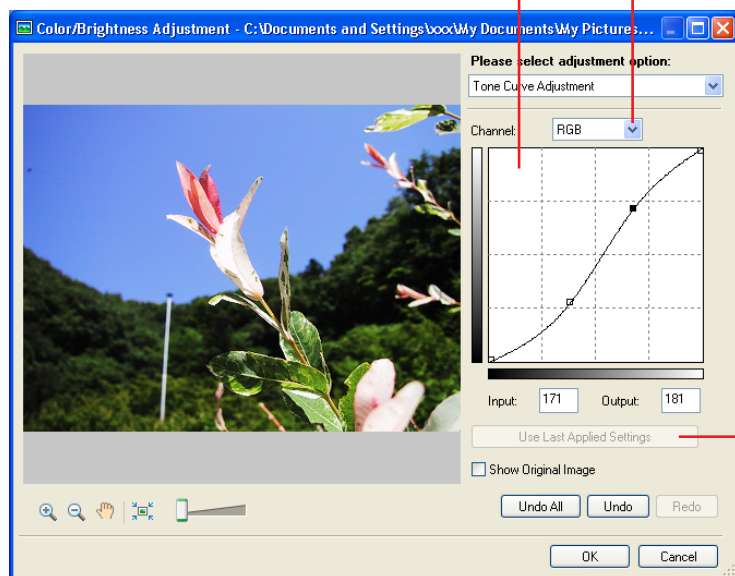 Color/Brightness Adjustment - C:\Documents and Settings\xxx\My Documents\My Pictures...
Please select adjustment option:
Tone Curve Adjustment
Channel: RGB
Input: 171 Output: 181
Use Last Applied Settings
Show Original Image
Undo All Undo Redo
OK Cancel